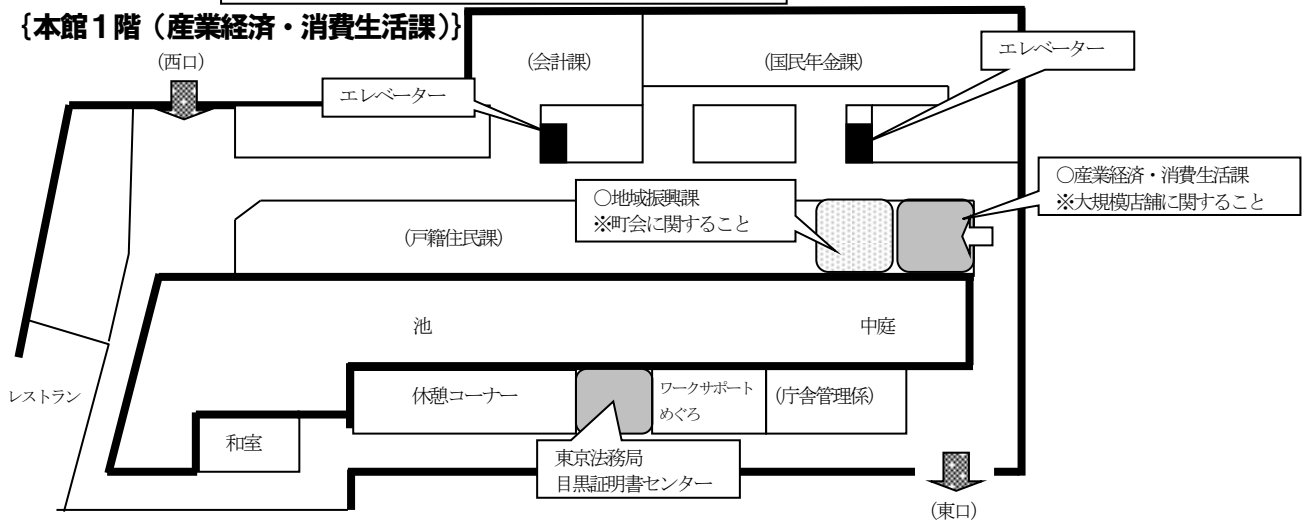 {本館１階（産業経済・消費生活課）}
（西口）
（会計課）
（国民年金課）
エレベーター
エレベーター
○産業経済・消費生活課
※大規模店舗に関すること
○地域振興課
※町会に関すること
（戸籍住民課）
池
中庭
レストラン
休憩コーナー
ワークサポート
めぐろ
（庁舎管理係）
和室
東京法務局
目黒証明書センター
（東口）